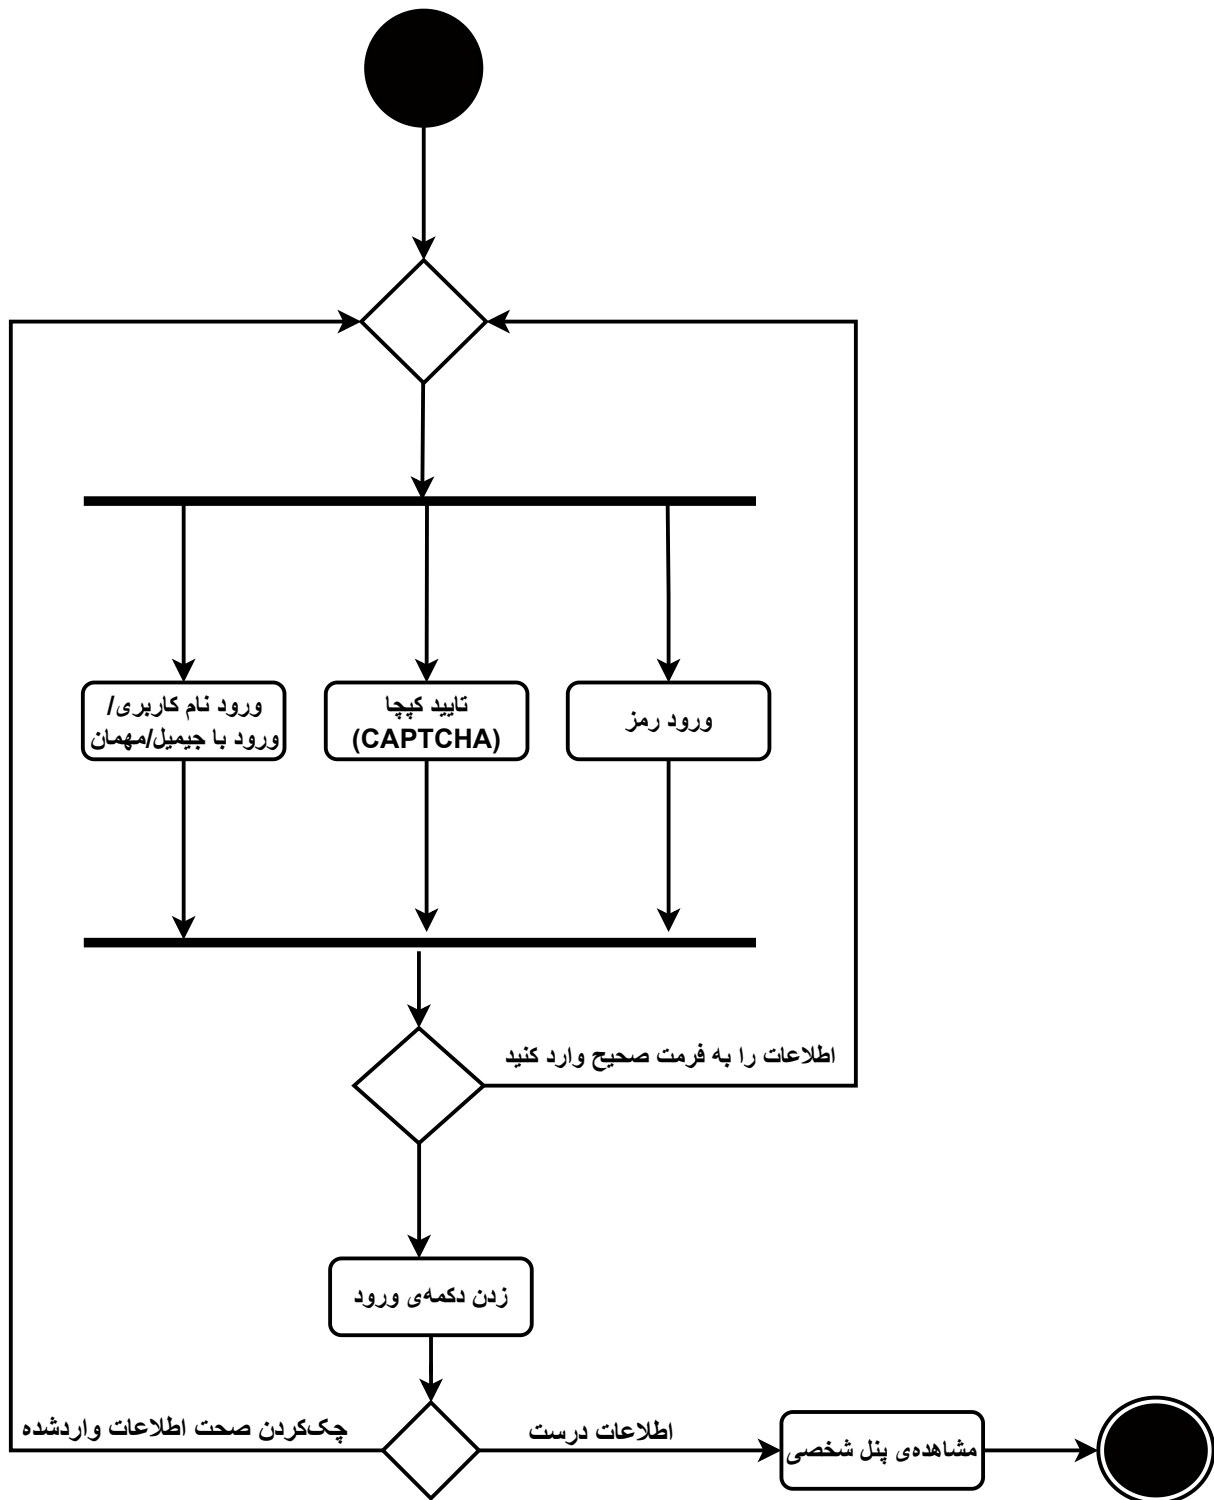 ورود نام کاربری/
ورود با جیمیل/مهمان
تایید کپچا
(CAPTCHA)
ورود رمز
اطلاعات را به فرمت صحیح وارد کنید
زدن دکمه‌ی ورود
چک‌کردن صحت اطلاعات واردشده
اطلاعات درست
مشاهده‌ی پنل شخصی